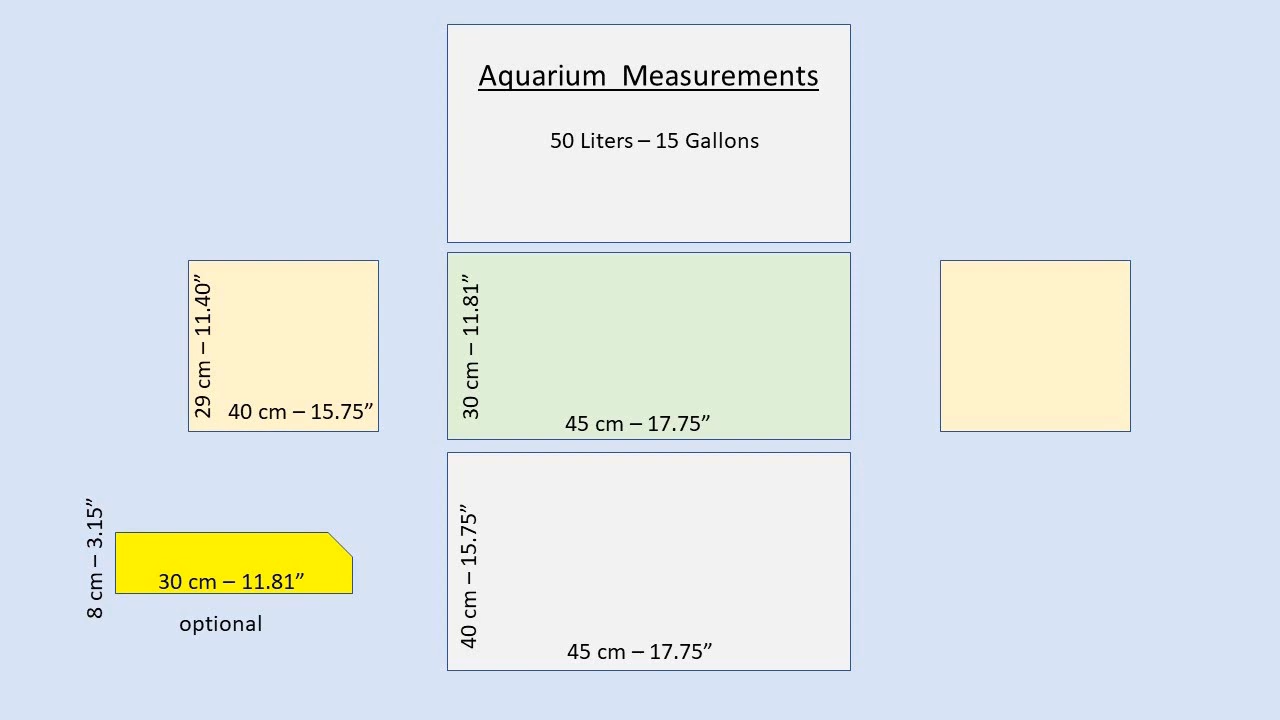 Aquarium  Measurements
50 Liters – 15 Gallons
29 cm – 11.40”
40 cm – 15.75”
30 cm – 11.81”
45 cm – 17.75”
8 cm – 3.15”
30 cm – 11.81”
optional
40 cm – 15.75”
45 cm – 17.75”